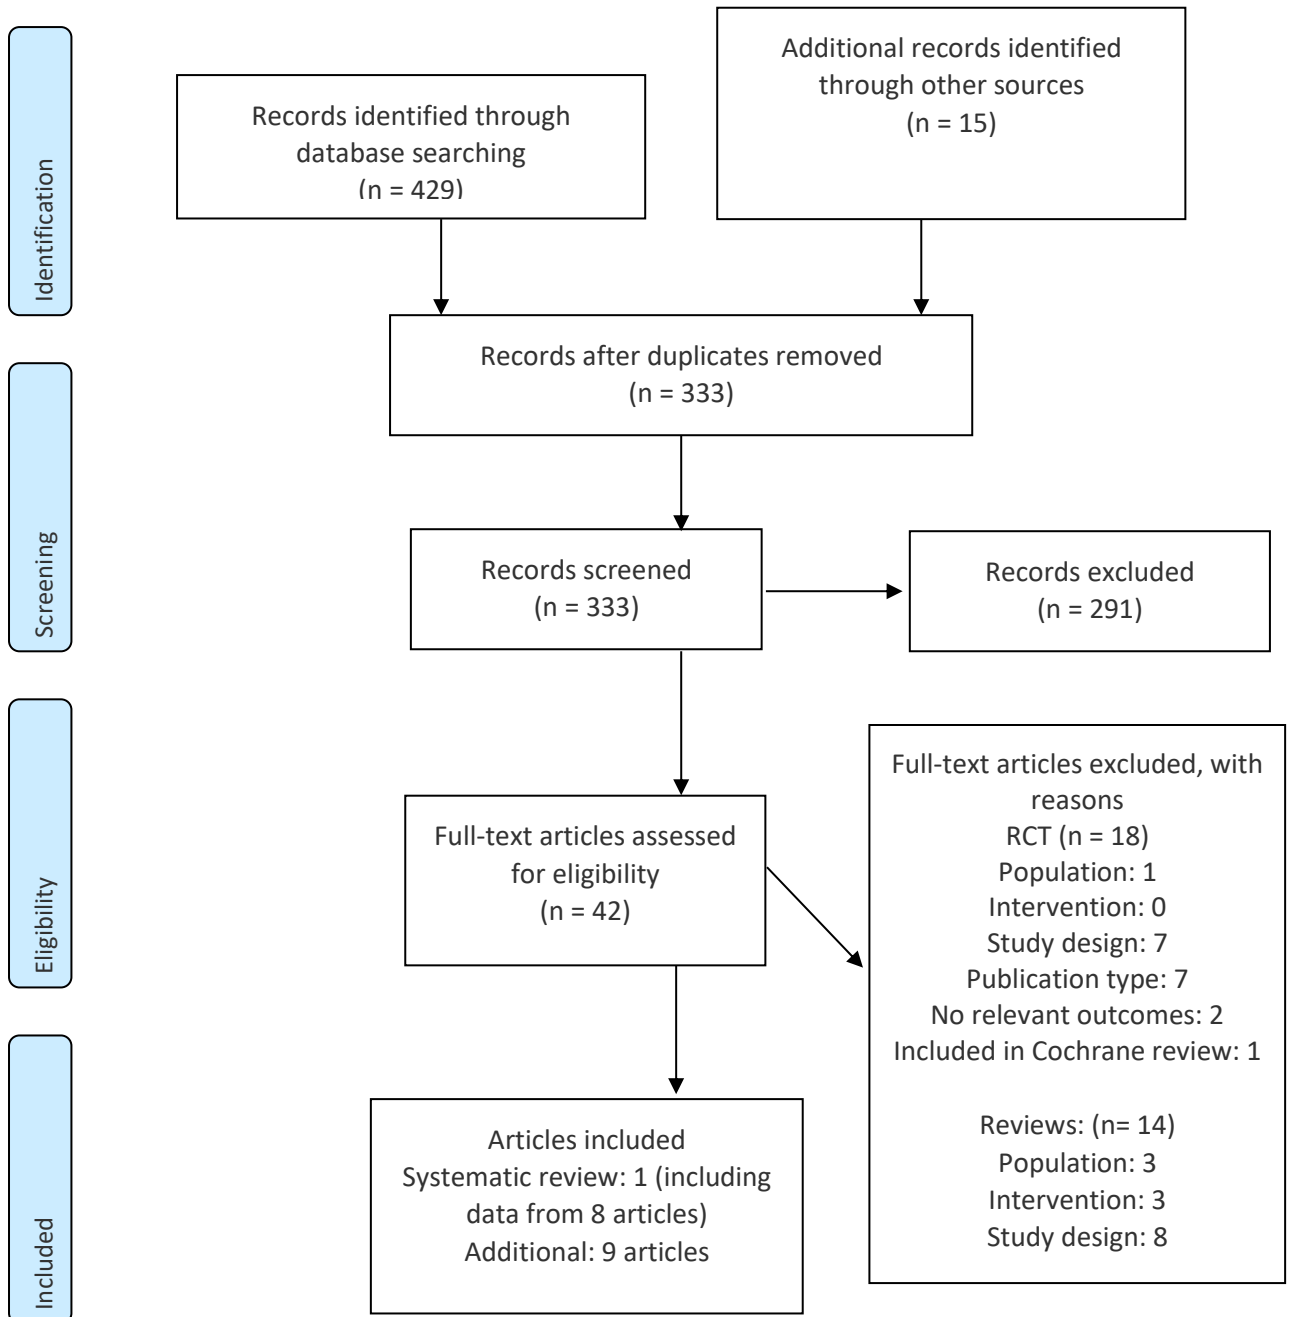 Identification
Records identified through
database searching
(n = 429)
Additional records identified
through other sources
(n = 15)
Records after duplicates removed
(n = 333)
Screening
Records screened
(n = 333)
Records excluded
(n = 291)
Eligibility
Full-text articles assessed
for eligibility
(n = 42)
Full-text articles excluded, with
reasons
RCT (n = 18)
Population: 1
Intervention: 0
Study design: 7
Publication type: 7
No relevant outcomes: 2
Included in Cochrane review: 1
Reviews: (n= 14)
Population: 3
Intervention: 3
Study design: 8
Included
Articles included
Systematic review: 1 (including
data from 8 articles)
Additional: 9 articles